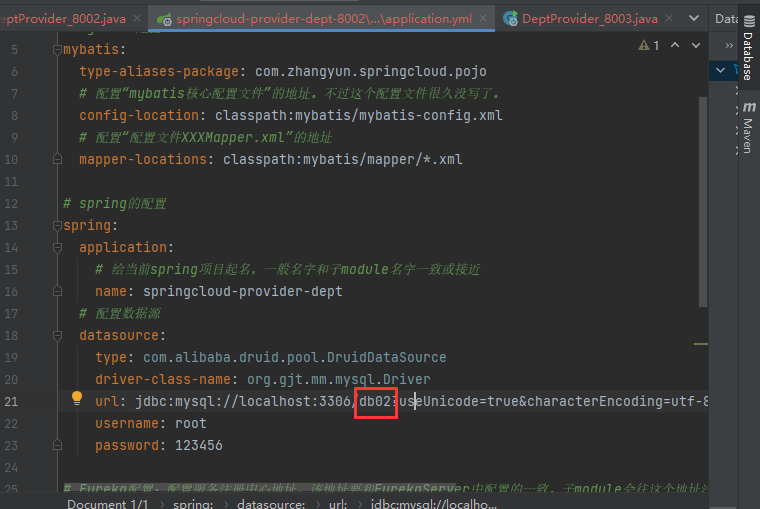 eptProvider_8002.java
springcloud-provider-dept-8002\...\application.yml
DeptProvider_8003.java
Data
5 mybatis:
1
6 type-aliases-package: com.zhangyun.springcloud.pojo
7 # 配置“mybatis核心配置文件”的地址。不过这个配置文件很久没写了。
8 config-location: classpath:mybatis/mybatis-config.xml
9 # 配置“配置文件XXXMapper.xml”的地址
10 mapper-locations: classpath:mybatis/mapper/*.xml
11
12 # spring的配置
13 spring:
14 application:
15 # 给当前spring项目起名，一般名字和子module名字一致或接近
16 name: springcloud-provider-dept
17 # 配置数据源
18 datasource:
19 type: com.alibaba.druid.pool.DruidDataSource
20 driver-class-name: org.gjt.mm.mysql.Driver
21 url: jdbc:mysql://localhost:3306/db02?useUnicode=true&characterEncoding=utf-8
22 username: root
23 password: 123456
24
25 # Eureka配置：配置服务注册中心地址，该地址要和EurekaServer中配置的一致。子module会往这个地址
Document 1/1 › spring: › datasource: › url: › jdbc:mysql://localho...
Database
m Maven